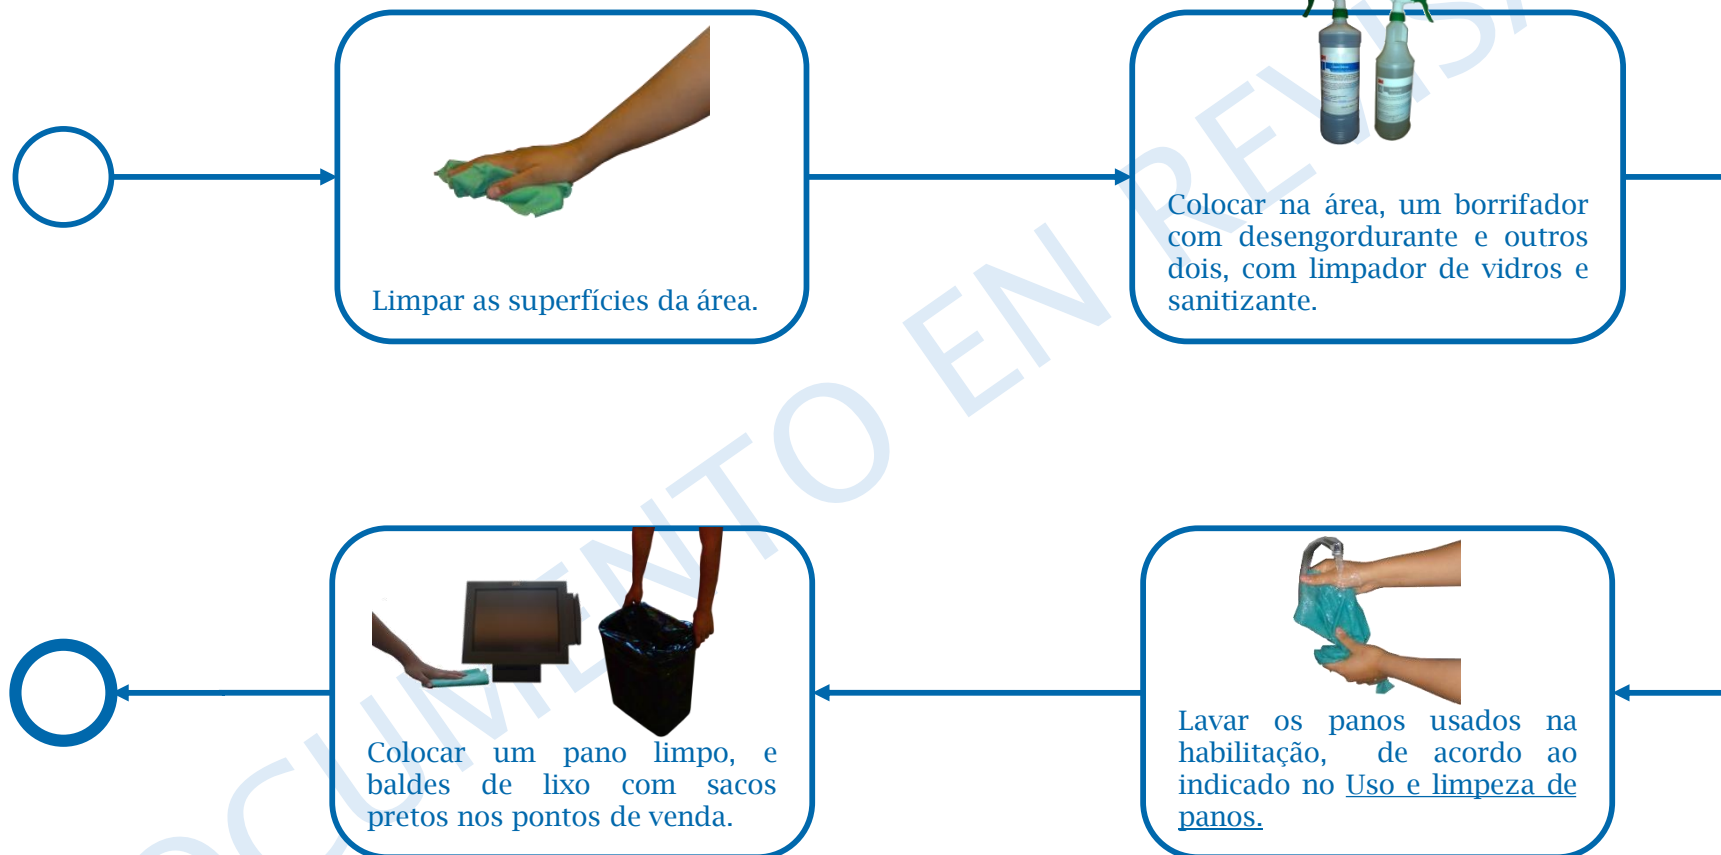 Limpar as superfícies da área.
Colocar na área, um borrifador
com desengordurante e outros
dois, com limpador de vidros e
sanitizante.
DOCUMENTO EN REVISA
Colocar um pano limpo, e
baldes de lixo com sacos
pretos nos pontos de venda.
Lavar os panos usados na
habilitação, de acordo ao
indicado no Uso e limpeza de
panos.